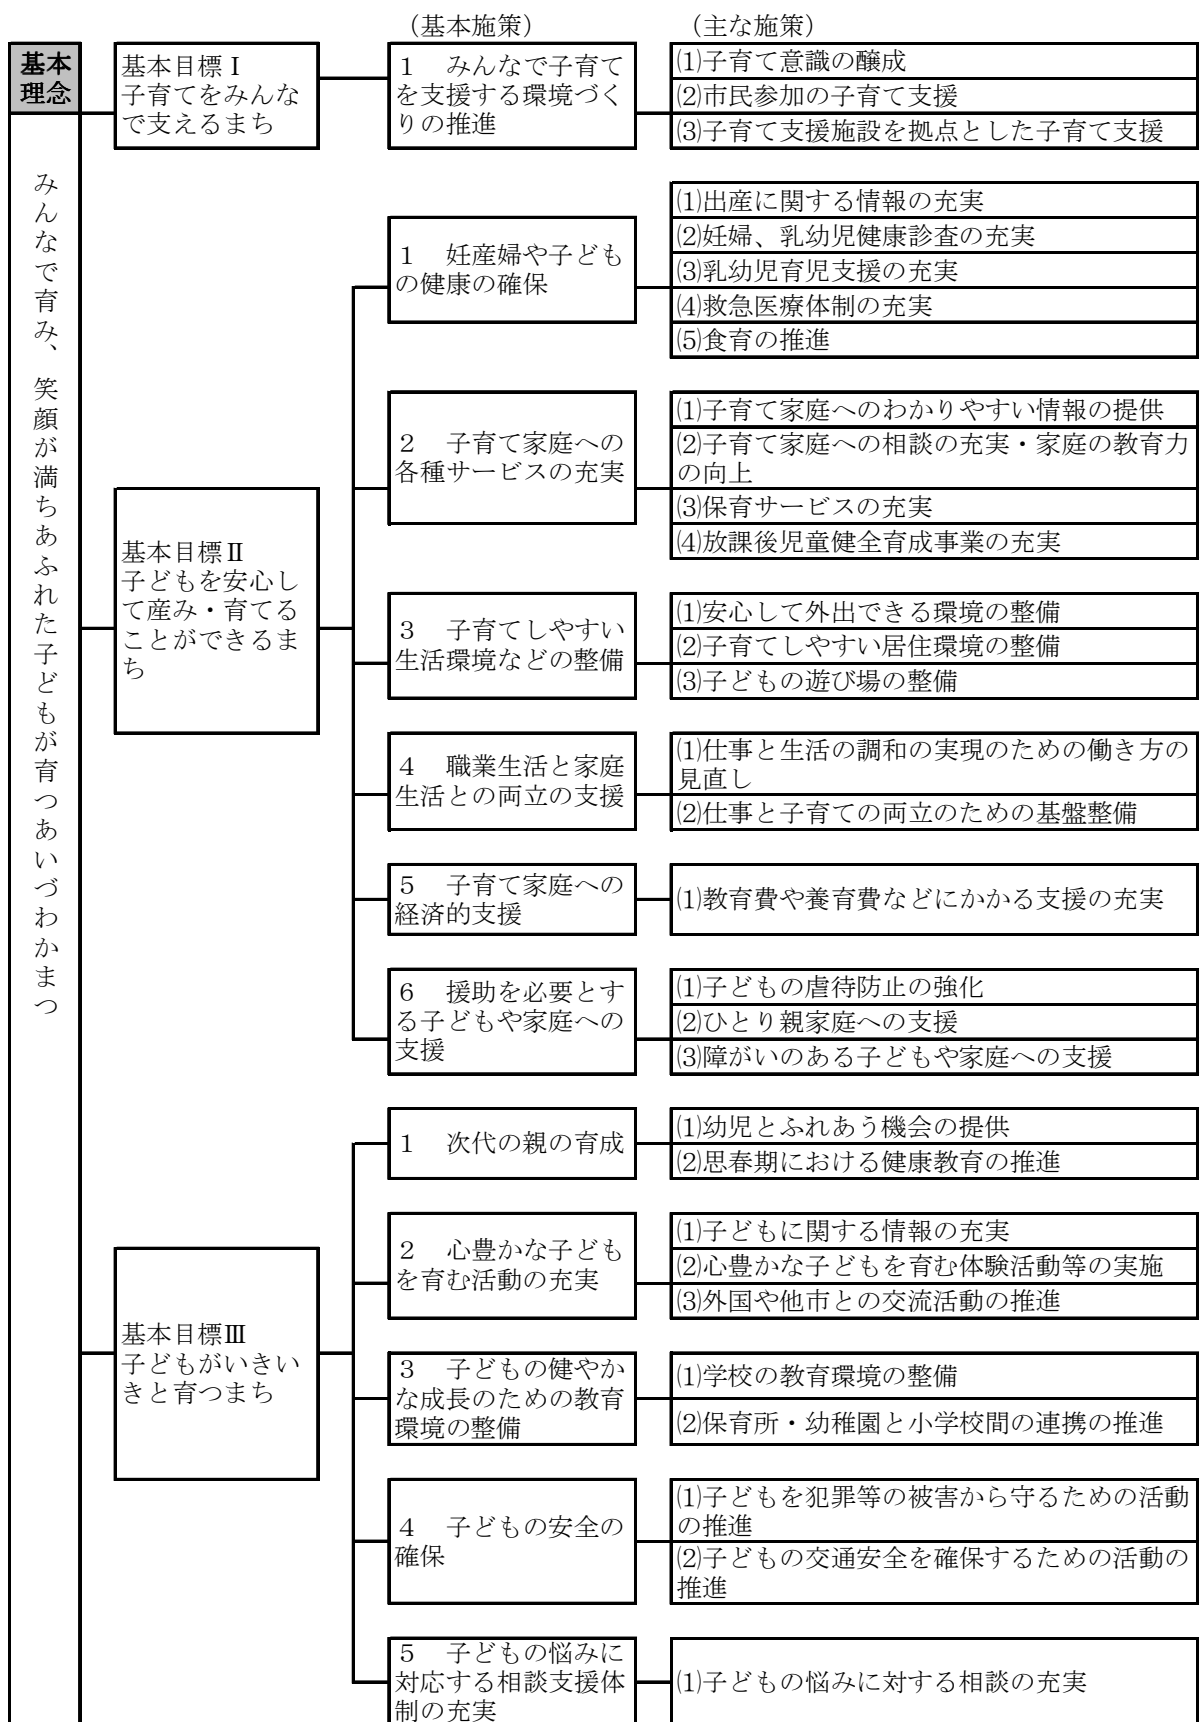 （基本施策）
（主な施策）
基本
理念
みんなで育み、笑顔が満ちあふれた子どもが育つあいづわかまつ
基本目標Ⅰ
子育てをみんな
で支えるまち
１　みんなで子育て
を支援する環境づく
りの推進
⑴子育て意識の醸成
⑵市民参加の子育て支援
⑶子育て支援施設を拠点とした子育て支援
基本目標Ⅱ
子どもを安心し
て産み・育てる
ことができるま
ち
１　妊産婦や子ども
の健康の確保
⑴出産に関する情報の充実
⑵妊婦、乳幼児健康診査の充実
⑶乳幼児育児支援の充実
⑷救急医療体制の充実
⑸食育の推進
２　子育て家庭への
各種サービスの充実
⑴子育て家庭へのわかりやすい情報の提供
⑵子育て家庭への相談の充実・家庭の教育力
の向上
⑶保育サービスの充実
⑷放課後児童健全育成事業の充実
３　子育てしやすい
生活環境などの整備
⑴安心して外出できる環境の整備
⑵子育てしやすい居住環境の整備
⑶子どもの遊び場の整備
４　職業生活と家庭
生活との両立の支援
⑴仕事と生活の調和の実現のための働き方の
見直し
⑵仕事と子育ての両立のための基盤整備
５　子育て家庭への
経済的支援
⑴教育費や養育費などにかかる支援の充実
６　援助を必要とす
る子どもや家庭への
支援
⑴子どもの虐待防止の強化
⑵ひとり親家庭への支援
⑶障がいのある子どもや家庭への支援
基本目標Ⅲ
子どもがいきい
きと育つまち
１　次代の親の育成
⑴幼児とふれあう機会の提供
⑵思春期における健康教育の推進
２　心豊かな子ども
を育む活動の充実
⑴子どもに関する情報の充実
⑵心豊かな子どもを育む体験活動等の実施
⑶外国や他市との交流活動の推進
３　子どもの健やか
な成長のための教育
環境の整備
⑴学校の教育環境の整備
⑵保育所・幼稚園と小学校間の連携の推進
４　子どもの安全の
確保
⑴子どもを犯罪等の被害から守るための活動
の推進
⑵子どもの交通安全を確保するための活動の
推進
５　子どもの悩みに
対応する相談支援体
制の充実
⑴子どもの悩みに対する相談の充実